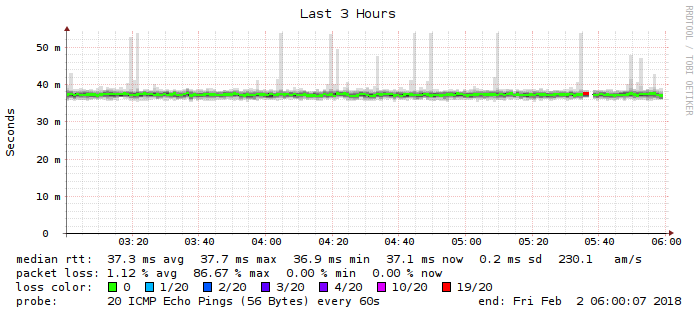 Last 3 Hours
RRDTOOL / TOBI OETIKER
Seconds
50 m
40 m
30 m
20 m
10 m
0
03:20 03:40 04:00 04:20 04:40 05:00 05:20 05:40 06:00
median rtt: 37.3 ms avg 37.7 ms max 36.9 ms min 37.1 ms now 0.2 ms sd 230.1 am/s
packet loss: 1.12 % avg 86.67 % max 0.00 % min 0.00 % now
loss color: 0 1/20 2/20 3/20 4/20 10/20 19/20
probe: 20 ICMP Echo Pings (56 Bytes) every 60s end: Fri Feb 2 06:00:07 2018